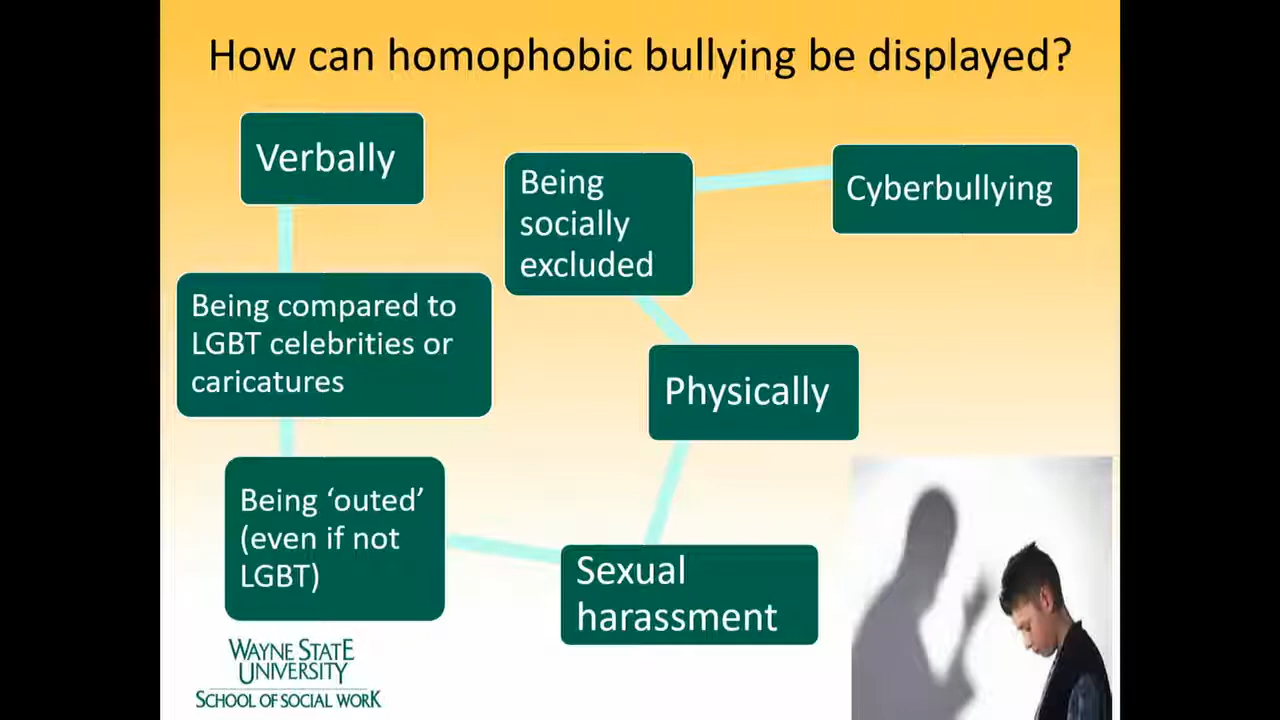 How can homophobic bullying be displayed?
Verbally
Being compared to
LGBT celebrities or
caricatures
Being ‘outed’
(even if not
LGBT)
Sexual
harassment
Physically
Being
socially
excluded
Cyberbullying
WAYNE STATE
UNIVERSITY
SCHOOL OF SOCIAL WORK